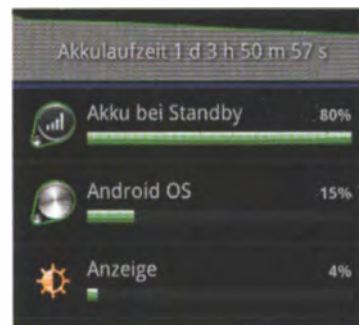 Akkulaufzeit 1 d 3 h 50 m 57 s
Akku bei Standby 80%
Android OS 15%
Anzeige 4%